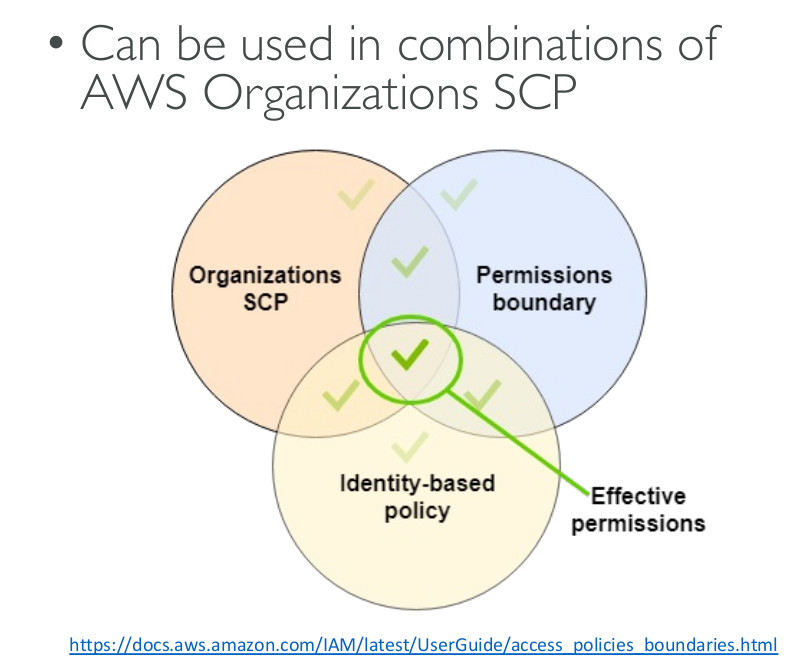 • Can be used in combinations of
AWS Organizations SCP
Organizations
SCP
Permissions
boundary
Identity-based
policy
Effective
permissions
https://docs.aws.amazon.com/IAM/latest/UserGuide/access_policies_boundaries.html